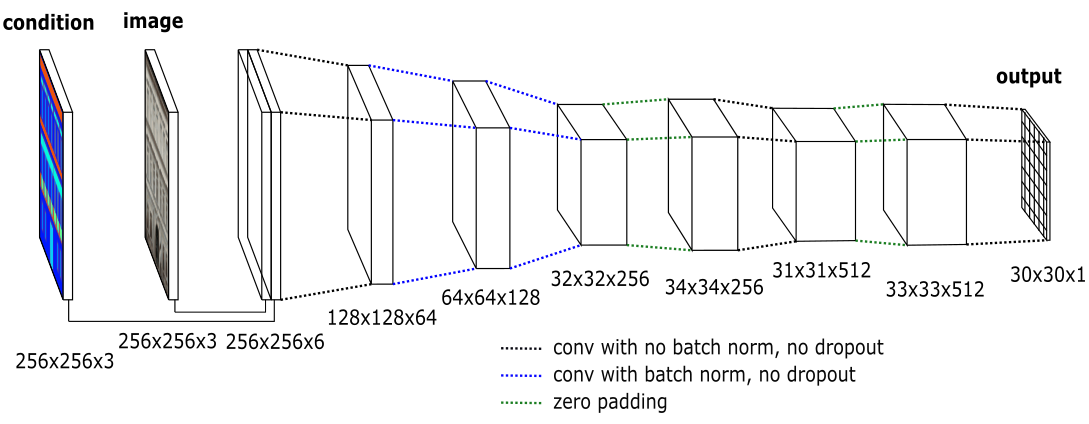 condition
image
output
256x256x3
256x256x3
256x256x6
128x128x64
64x64x128
32x32x256
34x34x256
31x31x512
33x33x512
30x30x1
conv with no batch norm, no dropout
conv with batch norm, no dropout
zero padding